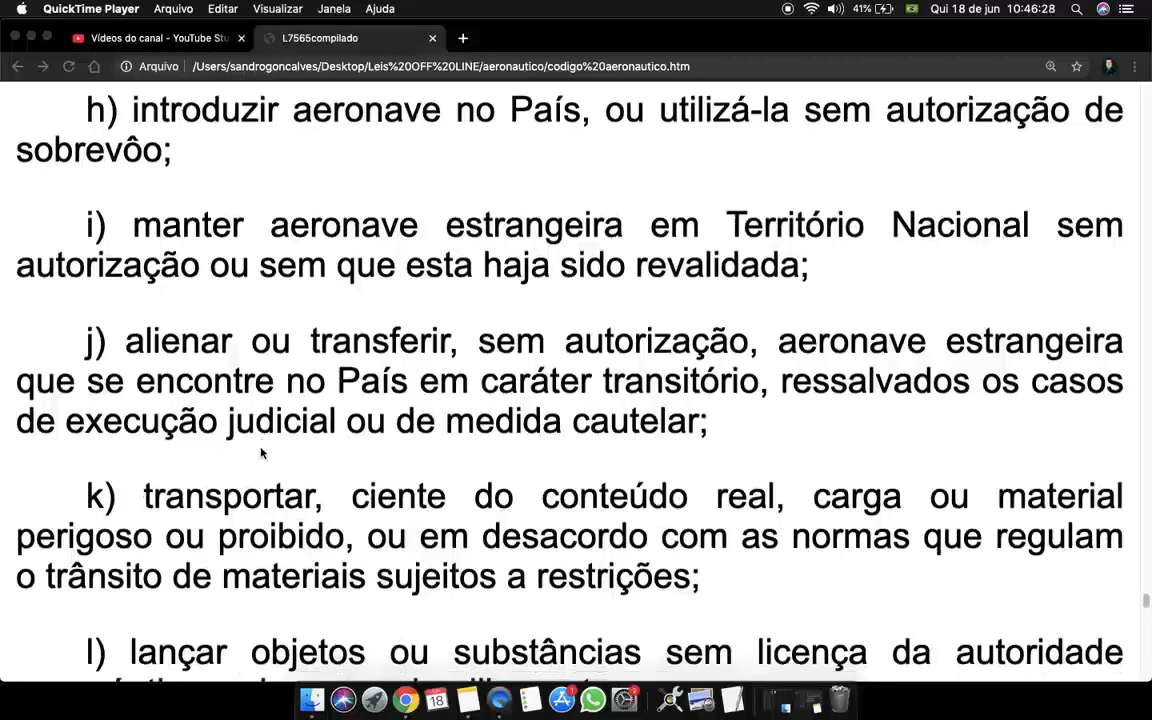 QuickTime Player Arquivo Editar Visualizar Janela Ajuda 41% Qui 18 de jun 10:46:28
Vídeos do canal - YouTube Stu L7565compilado
Arquivo /Users/sandrogoncalves/Desktop/Leis%20OFF%20LINE/aeronautico/codigo%20aeronautico.htm
h) introduzir aeronave no País, ou utilizá-la sem autorização de
sobrevôo;
i) manter aeronave estrangeira em Território Nacional sem
autorização ou sem que esta haja sido revalidada;
j) alienar ou transferir, sem autorização, aeronave estrangeira
que se encontre no País em caráter transitório, ressalvados os casos
de execução judicial ou de medida cautelar;
k) transportar, ciente do conteúdo real, carga ou material
perigoso ou proibido, ou em desacordo com as normas que regulam
o trânsito de materiais sujeitos a restrições;
l) lançar objetos ou substâncias sem licença da autoridade
18